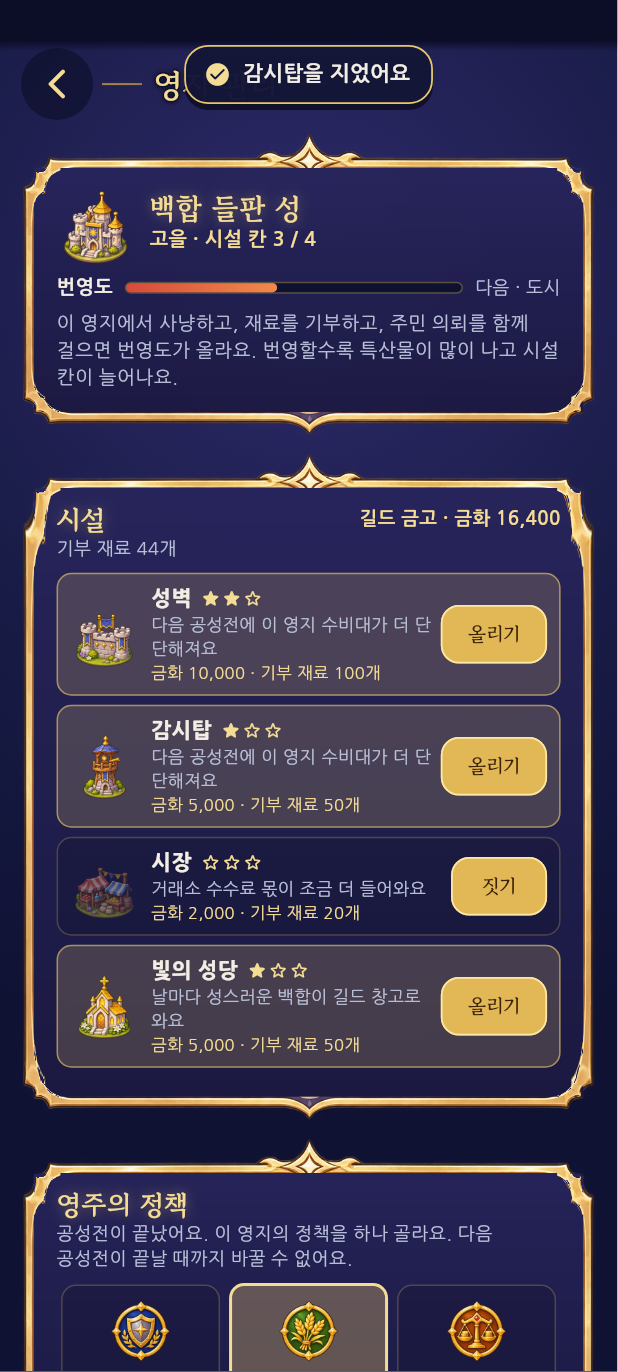 감시탑을 지었어요
백합 들판 성
고을 · 시설 칸 3 / 4
번영도
다음 · 도시
이 영지에서 사냥하고, 재료를 기부하고, 주민 의뢰를 함께
걸으면 번영도가 올라요. 번영할수록 특산물이 많이 나고 시설
칸이 늘어나요.
시설
길드 금고 · 금화 16,400
기부 재료 44개
성벽
다음 공성전에 이 영지 수비대가 더 단
단해져요
금화 10,000 · 기부 재료 100개
올리기
감시탑
다음 공성전에 이 영지 수비대가 더 단
단해져요
금화 5,000 · 기부 재료 50개
올리기
시장
거래소 수수료 몫이 조금 더 들어와요
금화 2,000 · 기부 재료 20개
짓기
빛의 성당
날마다 성스러운 백합이 길드 창고로
와요
금화 5,000 · 기부 재료 50개
올리기
영주의 정책
공성전이 끝났어요. 이 영지의 정책을 하나 골라요. 다음
공성전이 끝날 때까지 바꿀 수 없어요.